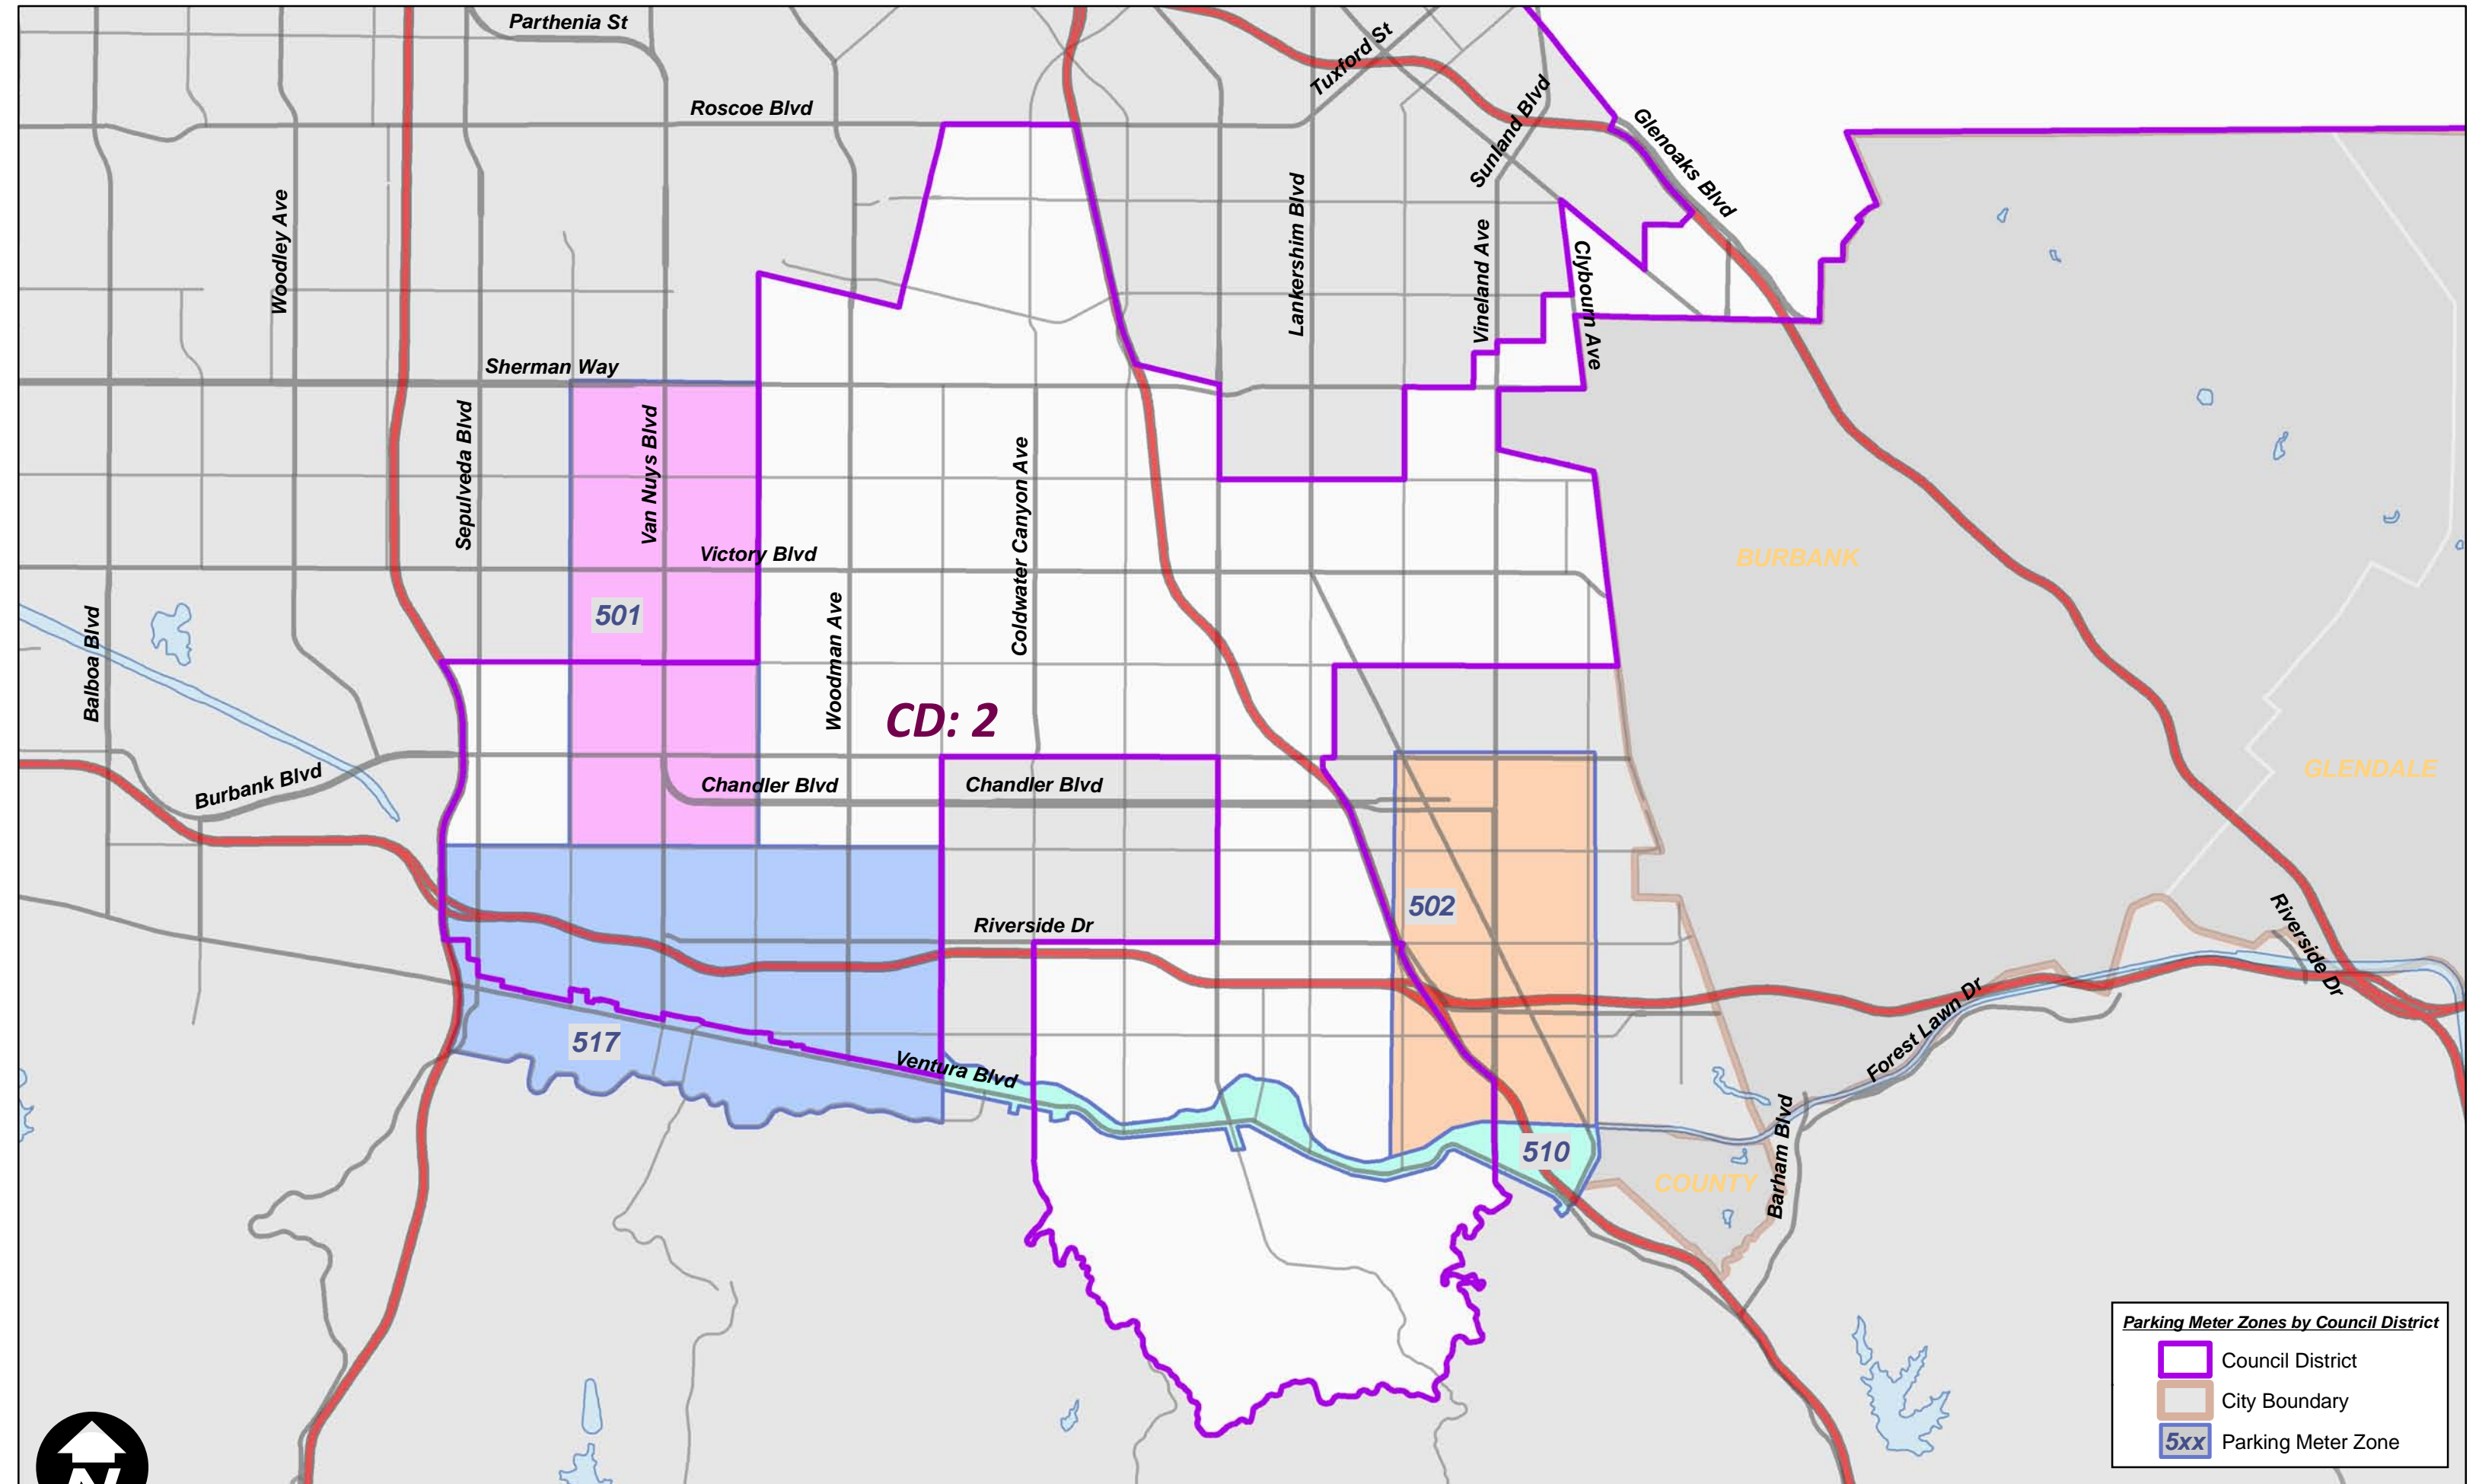 Parthenia St
Tuxford St
Roscoe Blvd
Sunland Blvd
Glenoaks Blvd
Woodley Ave
Lankershim Blvd
Vineland Ave
Clybourn Ave
Sherman Way
Sepulveda Blvd
Van Nuys Blvd
Coldwater Canyon Ave
Victory Blvd
BURBANK
501
Balboa Blvd
Woodman Ave
CD: 2
GLENDALE
Burbank Blvd
Chandler Blvd
Chandler Blvd
502
Riverside Dr
Riverside Dr
517
Ventura Blvd
Forest Lawn Dr
510
Barham Blvd
COUNTY
Parking Meter Zones by Council District
Council District
City Boundary
5xx Parking Meter Zone
N